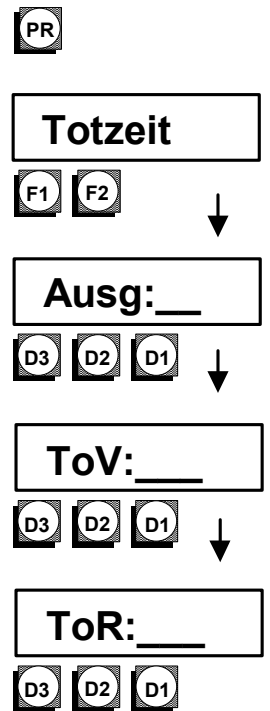 PR
Totzeit
F1 F2
Ausg:__
D3 D2 D1
ToV:___
D3 D2 D1
ToR:___
D3 D2 D1